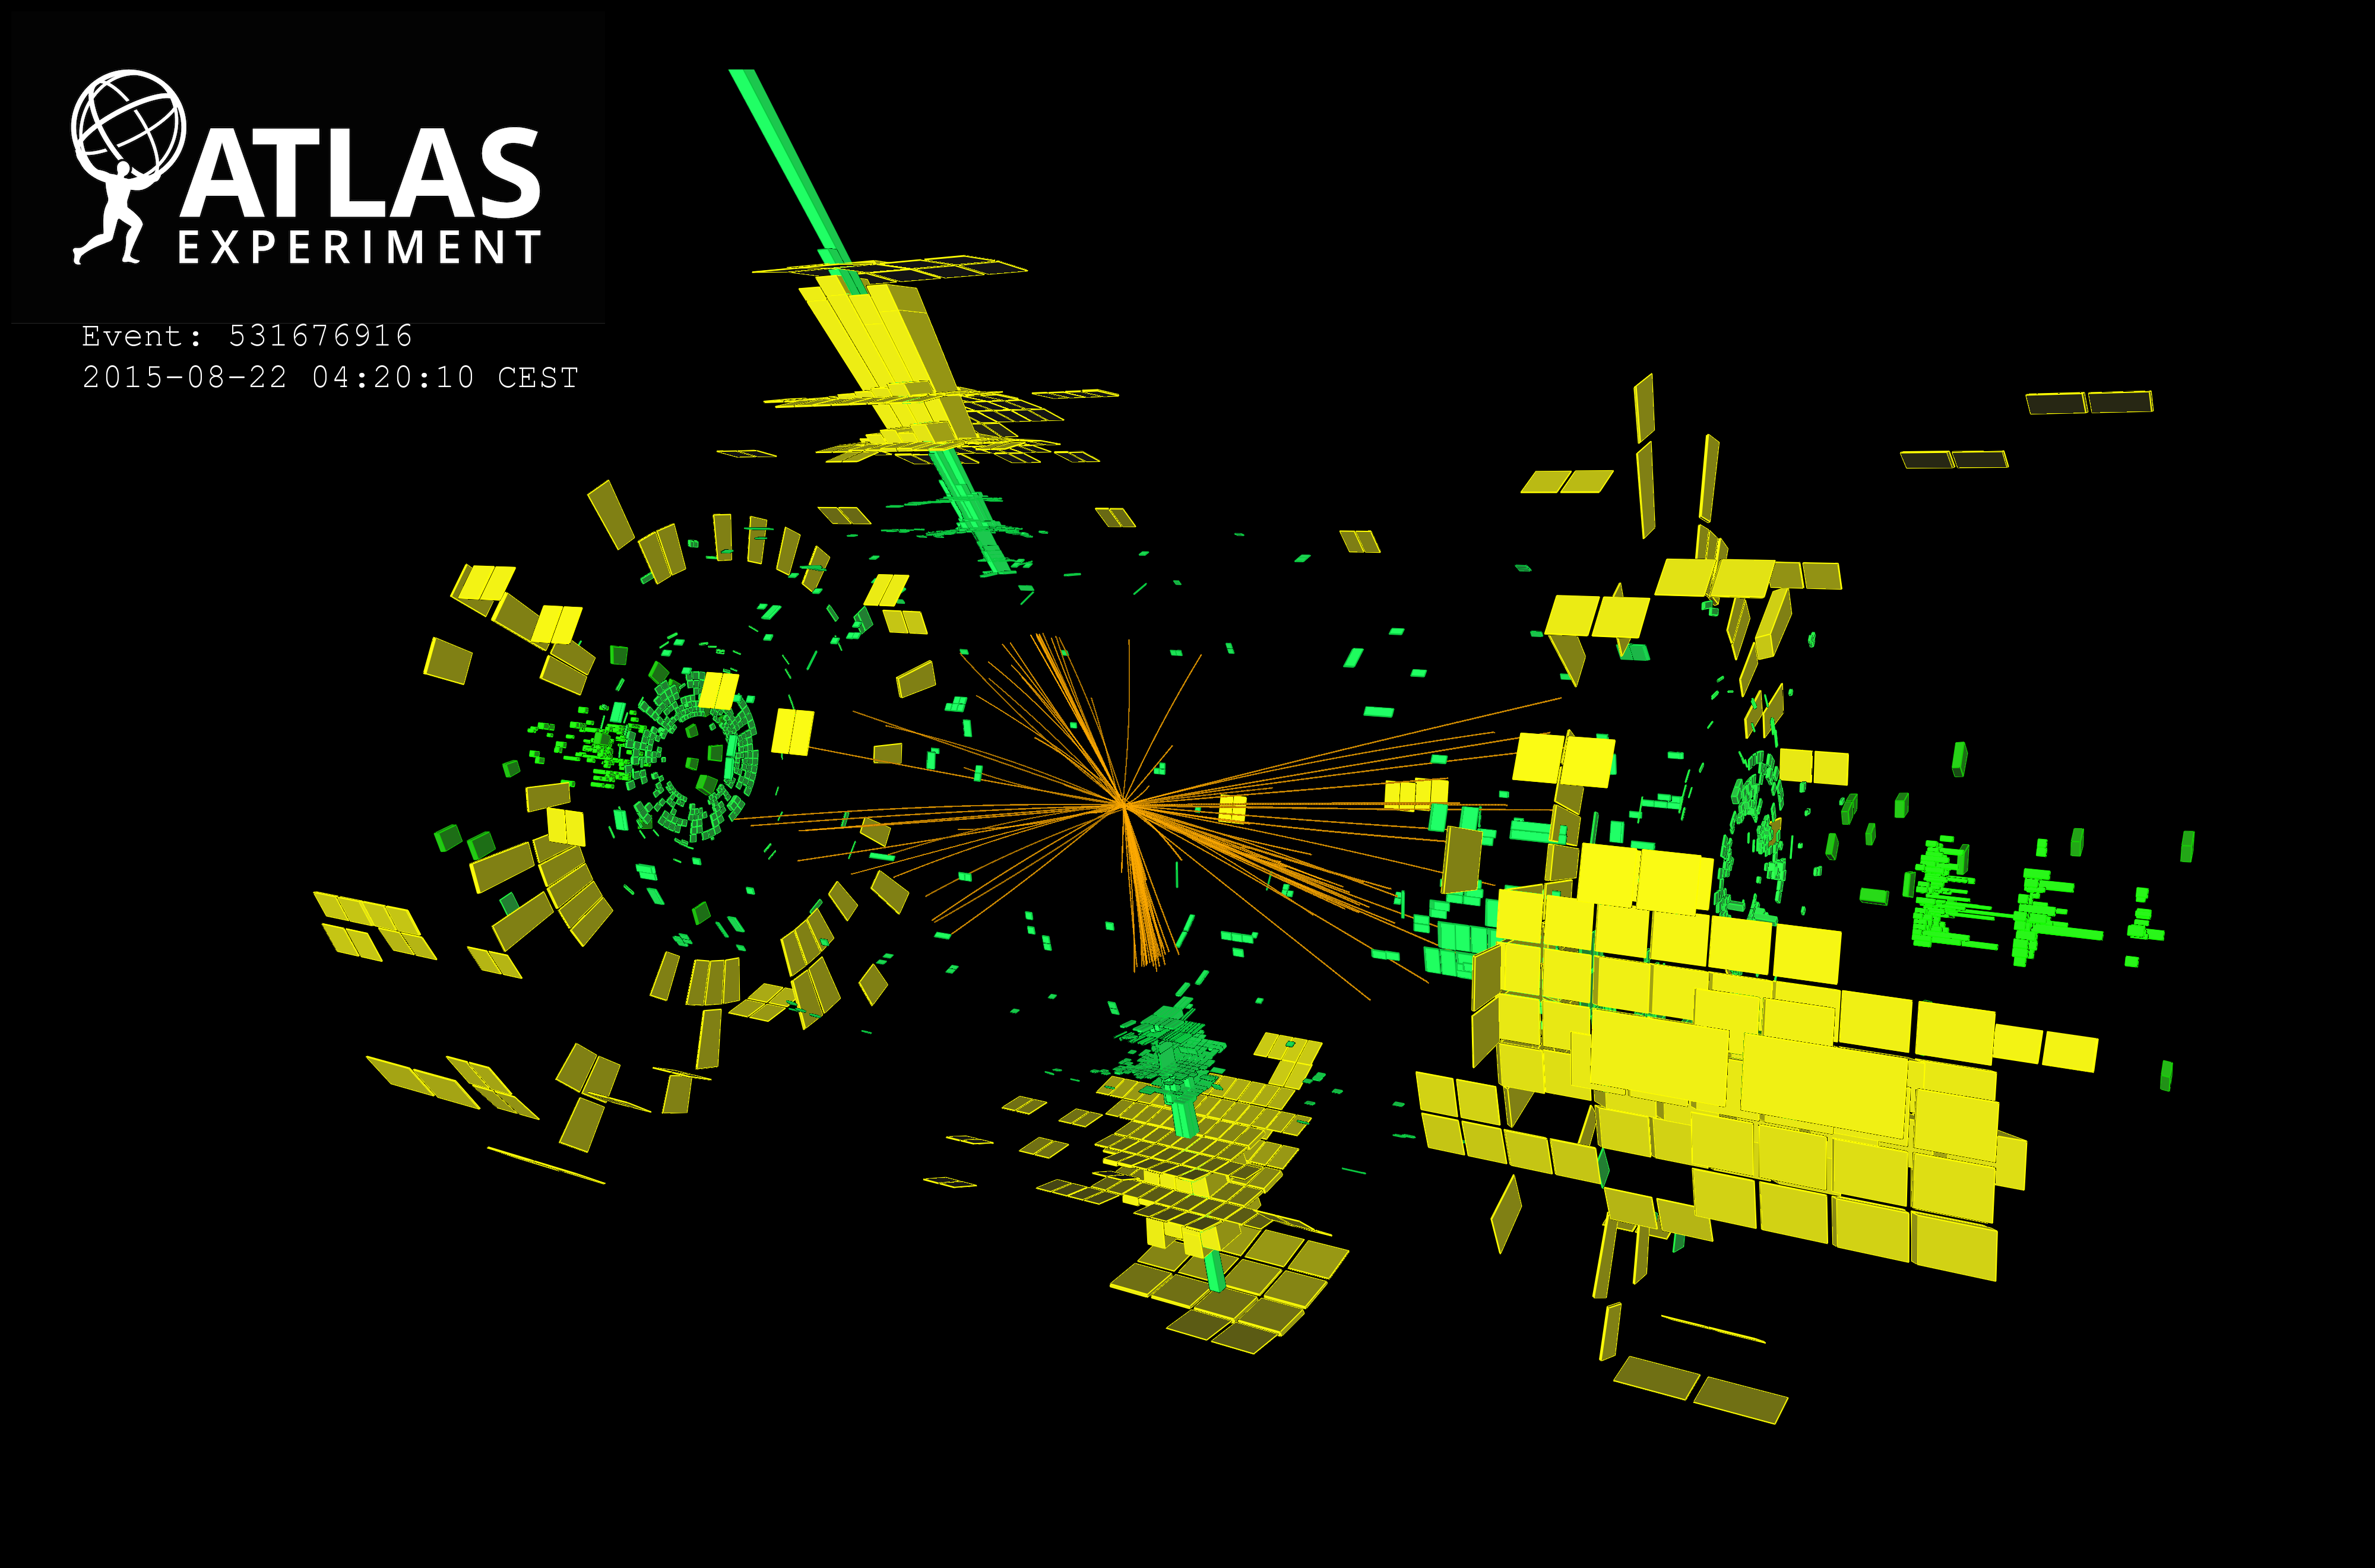 ATLAS
EXPERIMENT
Event: 531676916
2015-08-22 04:20:10 CEST